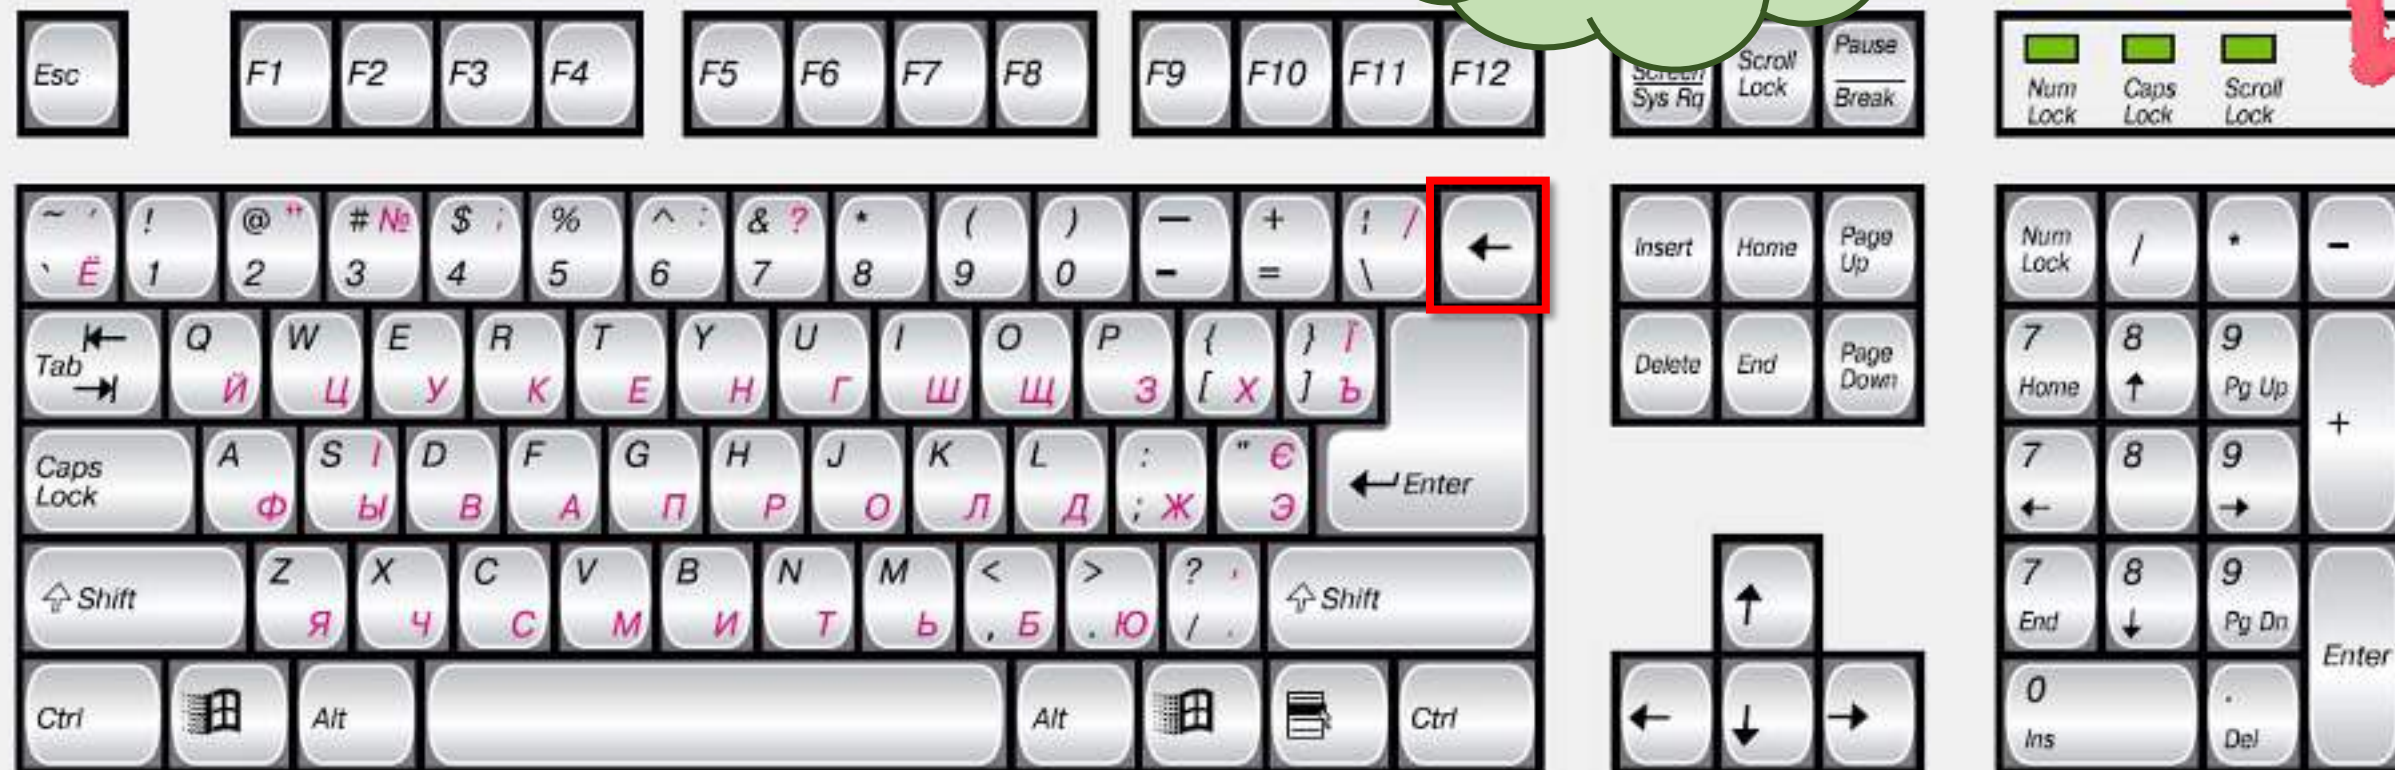 Esc F1 F2 F3 F4 F5 F6 F7 F8 F9 F10 F11 F12 Screen Sys Rq Scroll Lock Pause Break Num Lock Caps Lock Scroll Lock
~ ' ` Ё ! 1 @ " 2 # № 3 $ ; 4 % 5 ^ : 6 & ? 7 * 8 ( 9 ) 0 — - + = ¦ / \ ← Insert Home Page Up Num Lock / * -
Tab Q Й W Ц E У R К T Е Y Н U Г I Ш O Щ P З { [ Х } Ї ] Ъ Delete End Page Down 7 Home 8 ↑ 9 Pg Up +
Caps Lock A Ф S І Ы D В F А G П H Р J О K Л L Д : ; Ж " Є Э ↵ Enter 7 ← 8 9 →
Shift Z Я X Ч C С V М B И N Т M Ь < , Б > . Ю ? , / . Shift ↑ 7 End 8 ↓ 9 Pg Dn Enter
Ctrl Alt Alt Ctrl ← ↓ → 0 Ins . Del